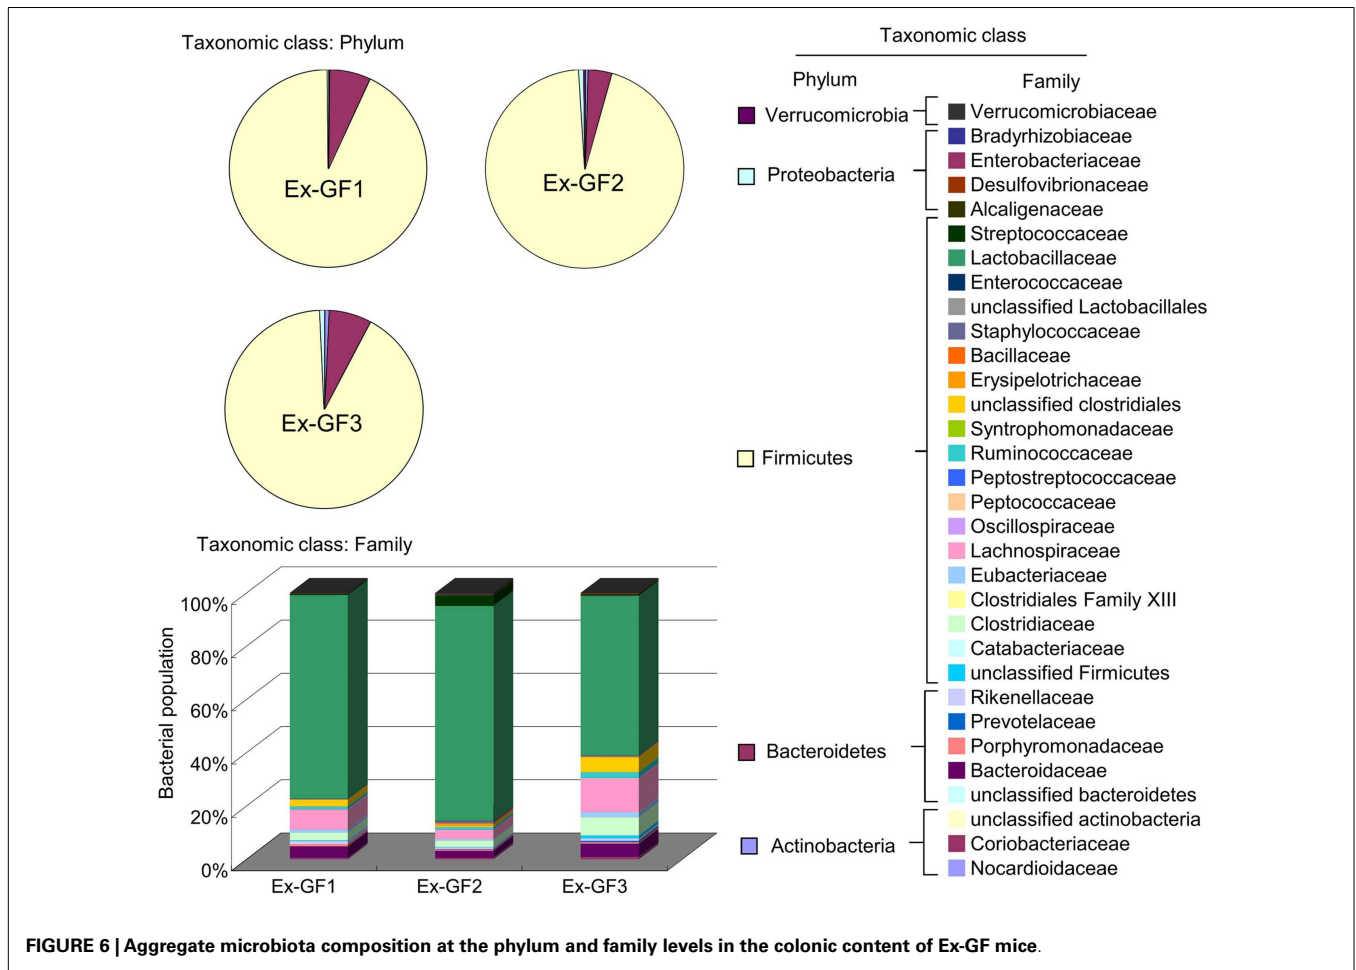 Taxonomic class: Phylum
Ex-GF1
Ex-GF2
Ex-GF3
Taxonomic class: Family
Bacterial population
100%
80%
60%
40%
20%
0%
Ex-GF1
Ex-GF2
Ex-GF3
Taxonomic class
Phylum
Family
Verrucomicrobia
Proteobacteria
Firmicutes
Bacteroidetes
Actinobacteria
Verrucomicrobiaceae
Bradyrhizobiaceae
Enterobacteriaceae
Desulfovibrionaceae
Alcaligenaceae
Streptococcaceae
Lactobacillaceae
Enterococcaceae
unclassified Lactobacillales
Staphylococcaceae
Bacillaceae
Erysipelotrichaceae
unclassified clostridiales
Syntrophomonadaceae
Ruminococcaceae
Peptostreptococcaceae
Peptococcaceae
Oscillospiraceae
Lachnospiraceae
Eubacteriaceae
Clostridiales Family XIII
Clostridiaceae
Catabacteriaceae
unclassified Firmicutes
Rikenellaceae
Prevotelaceae
Porphyromonadaceae
Bacteroidaceae
unclassified bacteroidetes
unclassified actinobacteria
Coriobacteriaceae
Nocardioidaceae
FIGURE 6 | Aggregate microbiota composition at the phylum and family levels in the colonic content of Ex-GF mice.